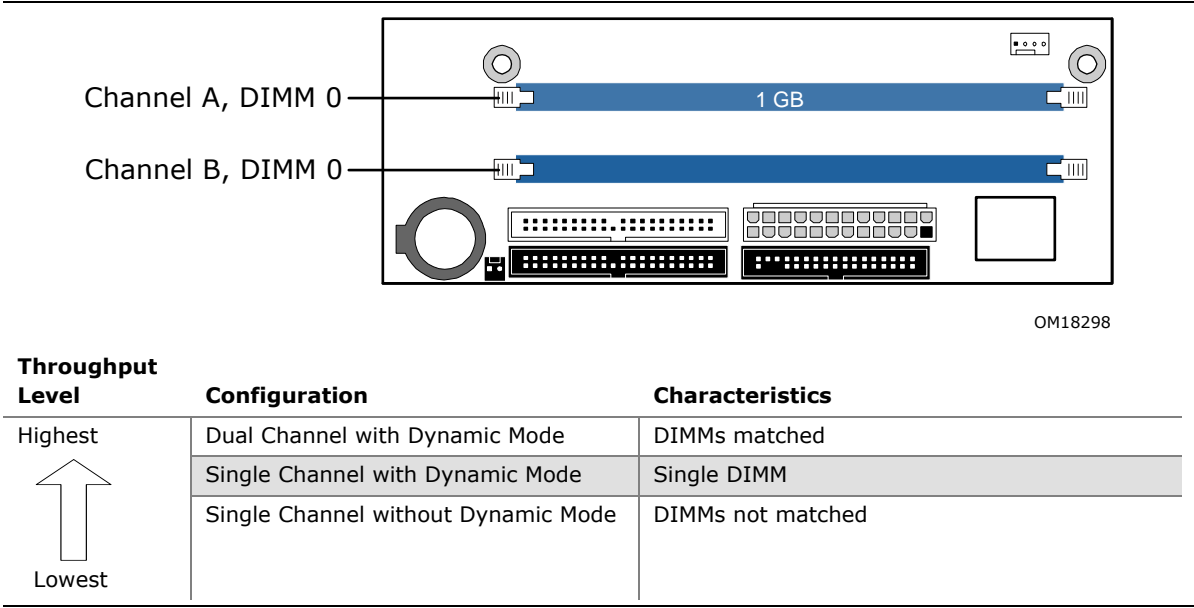 Channel A, DIMM 0
1 GB
Channel B, DIMM 0
OM18298
Throughput
Level
Configuration
Characteristics
Highest
Dual Channel with Dynamic Mode
DIMMs matched
Single Channel with Dynamic Mode
Single DIMM
Single Channel without Dynamic Mode
DIMMs not matched
Lowest